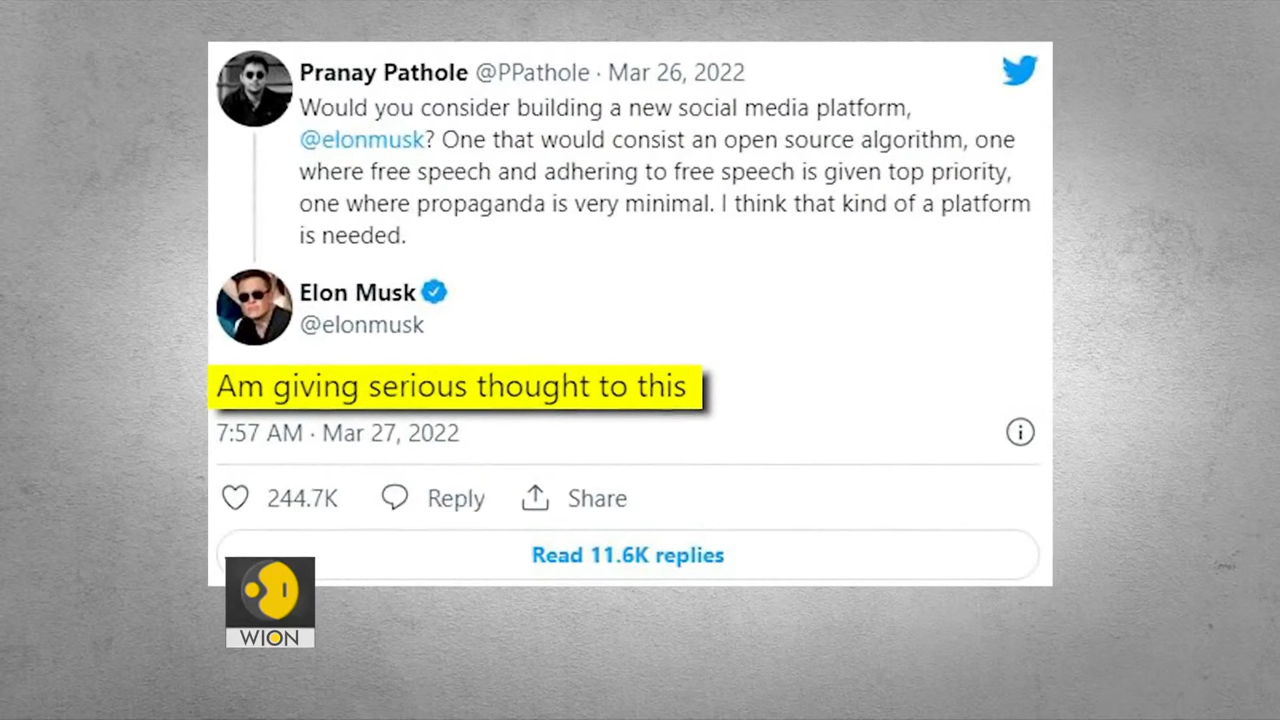 Pranay Pathole @PPathole · Mar 26, 2022
Would you consider building a new social media platform,
@elonmusk? One that would consist an open source algorithm, one
where free speech and adhering to free speech is given top priority,
one where propaganda is very minimal. I think that kind of a platform
is needed.
Elon Musk
@elonmusk
Am giving serious thought to this
7:57 AM · Mar 27, 2022
244.7K Reply Share
Read 11.6K replies
WION